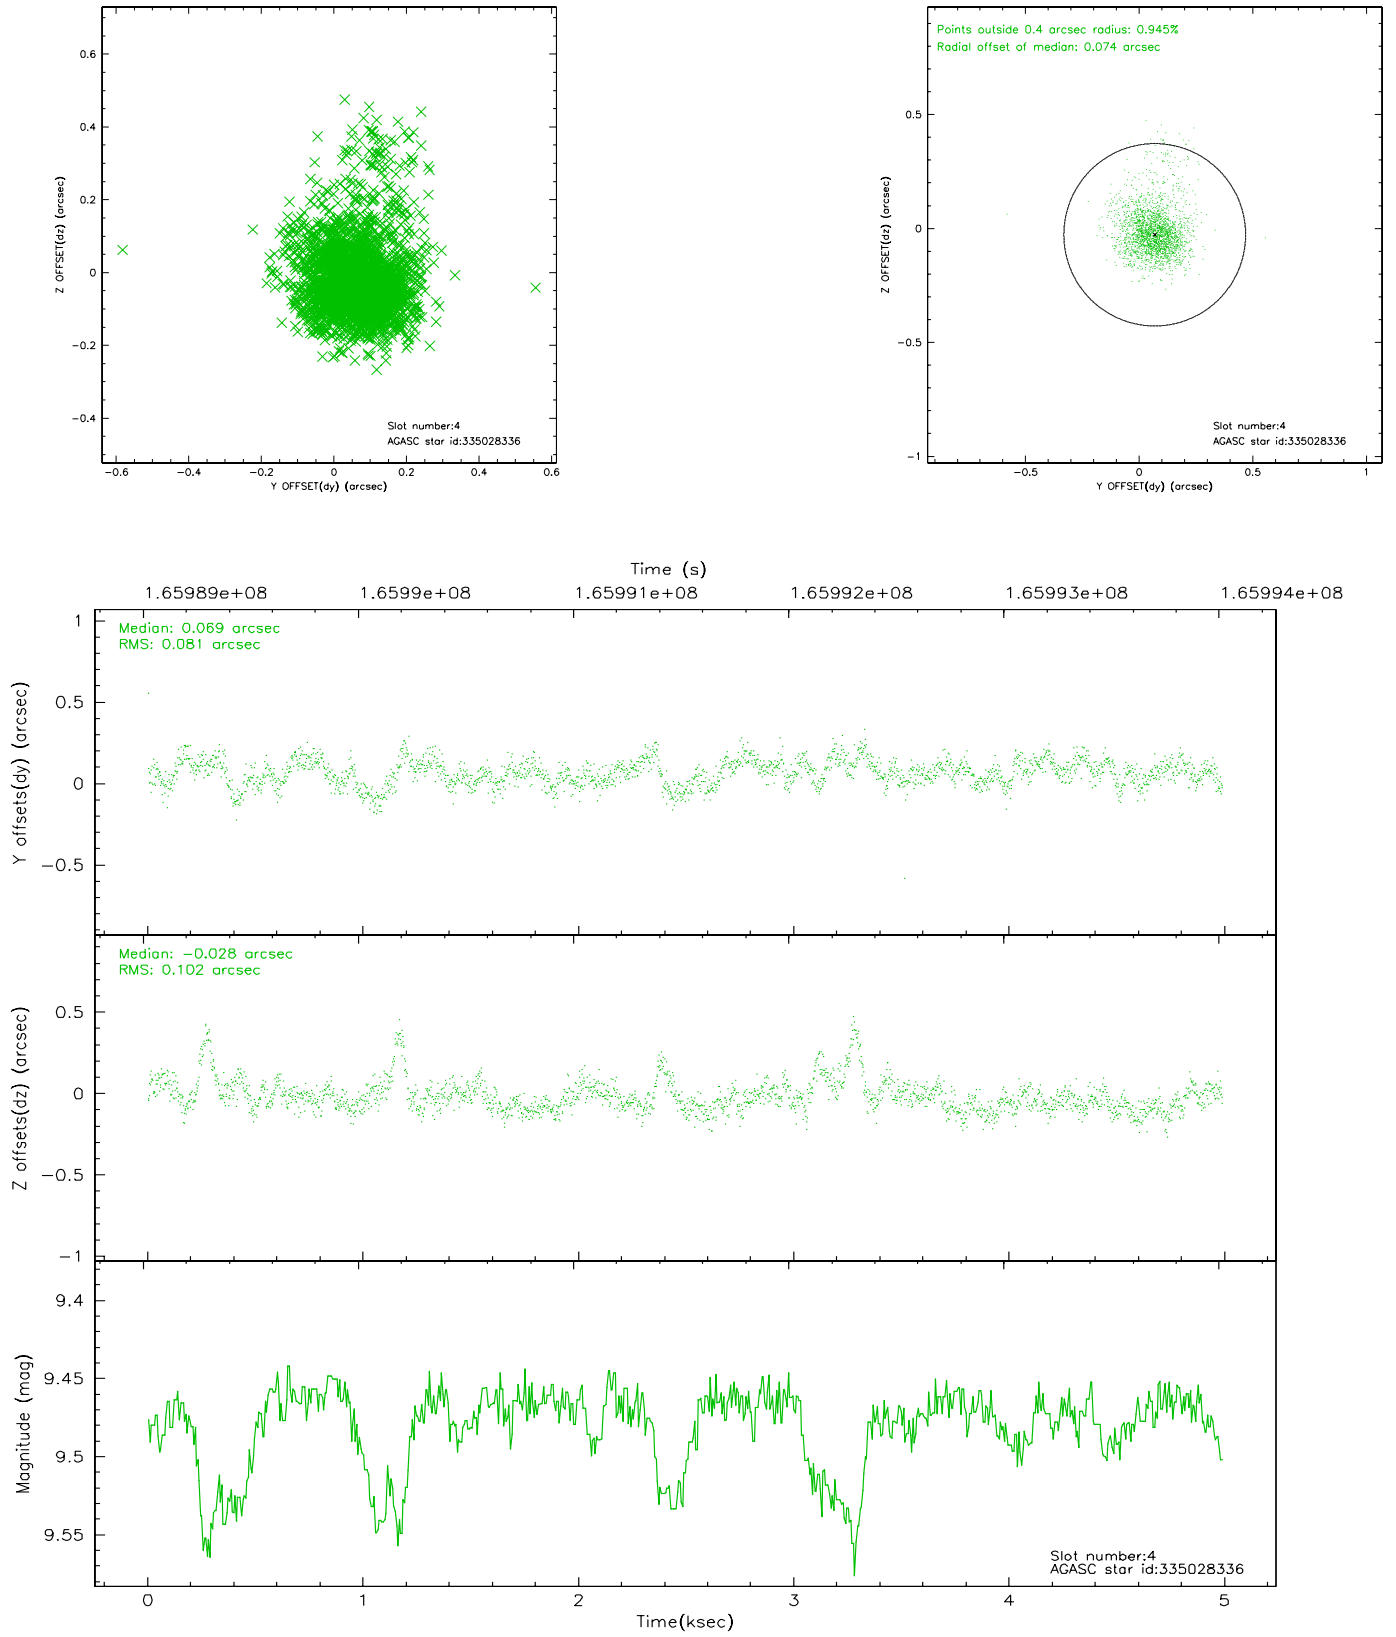 0.6
0.4
0.2
0
−0.2
−0.4
Z OFFSET(dz) (arcsec)
Slot number:4
AGASC star id:335028336
−0.6 −0.4 −0.2 0 0.2 0.4 0.6
Y OFFSET(dy) (arcsec)
Points outside 0.4 arcsec radius: 0.945%
Radial offset of median: 0.074 arcsec
0.5
0
−0.5
−1
Z OFFSET(dz) (arcsec)
Slot number:4
AGASC star id:335028336
−0.5 0 0.5 1
Y OFFSET(dy) (arcsec)
Time (s)
1.65989e+08 1.6599e+08 1.65991e+08 1.65992e+08 1.65993e+08 1.65994e+08
Median: 0.069 arcsec
RMS: 0.081 arcsec
1
0.5
0
−0.5
Y offsets(dy) (arcsec)
Median: −0.028 arcsec
RMS: 0.102 arcsec
0.5
0
−0.5
−1
Z offsets(dz) (arcsec)
9.4
9.45
9.5
9.55
Magnitude (mag)
Slot number:4
AGASC star id:335028336
0 1 2 3 4 5
Time(ksec)